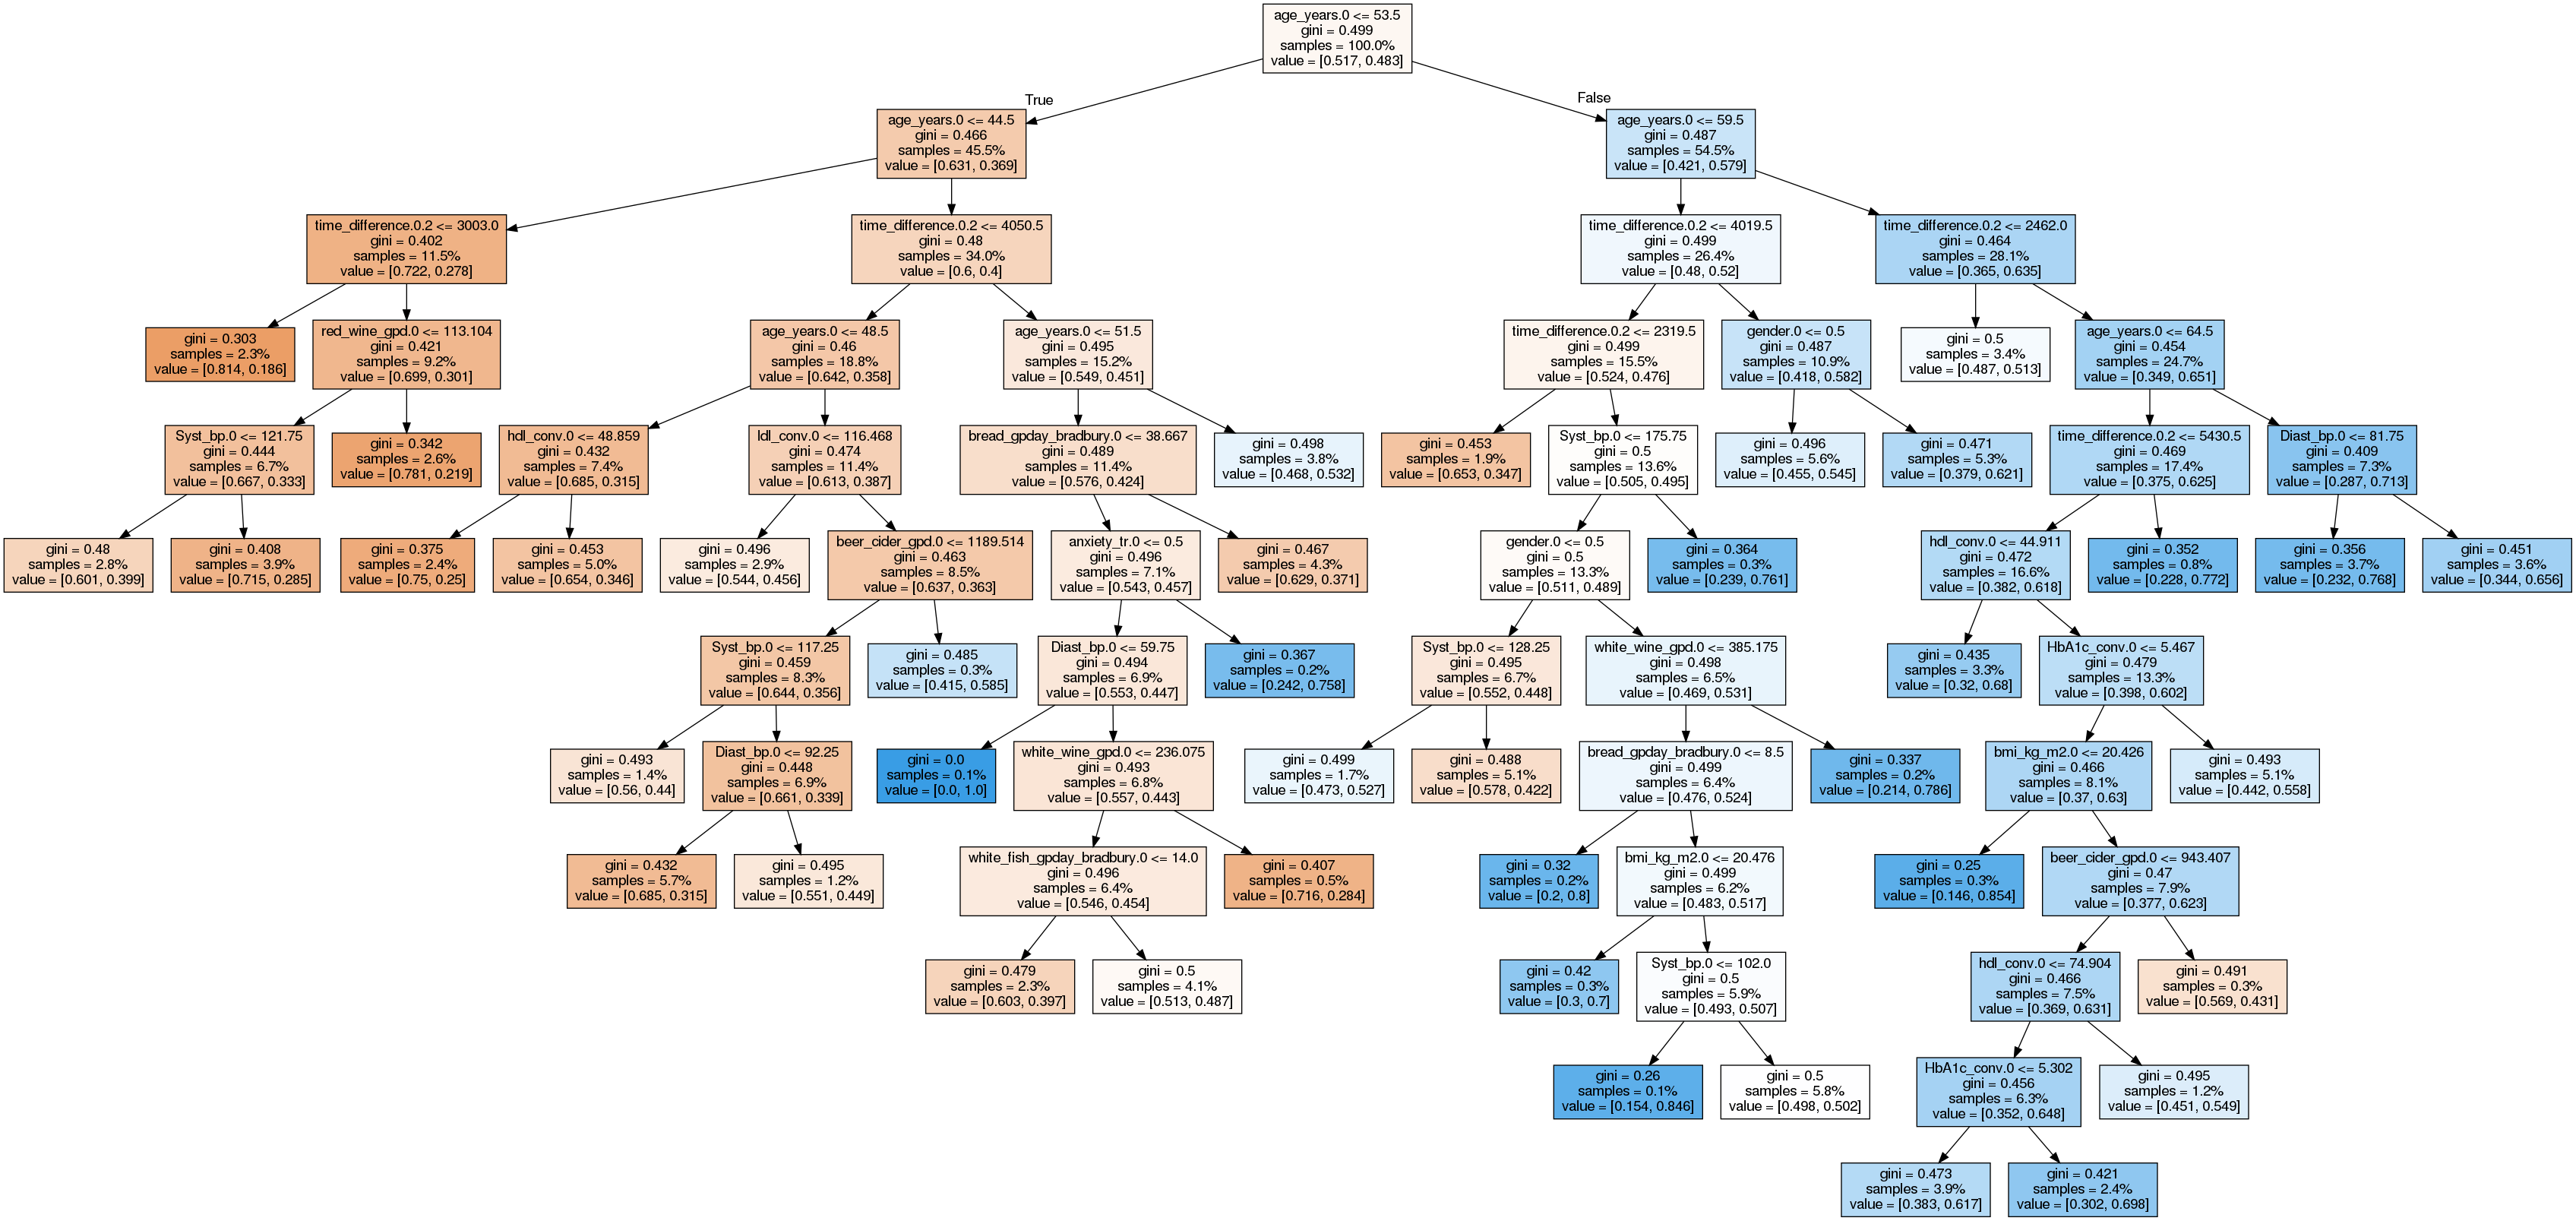 age_years.0 <= 53.5
gini = 0.499
samples = 100.0%
value = [0.517, 0.483]
True
False
age_years.0 <= 44.5
gini = 0.466
samples = 45.5%
value = [0.631, 0.369]
age_years.0 <= 59.5
gini = 0.487
samples = 54.5%
value = [0.421, 0.579]
time_difference.0.2 <= 3003.0
gini = 0.402
samples = 11.5%
value = [0.722, 0.278]
time_difference.0.2 <= 4050.5
gini = 0.48
samples = 34.0%
value = [0.6, 0.4]
time_difference.0.2 <= 4019.5
gini = 0.499
samples = 26.4%
value = [0.48, 0.52]
time_difference.0.2 <= 2462.0
gini = 0.464
samples = 28.1%
value = [0.365, 0.635]
gini = 0.303
samples = 2.3%
value = [0.814, 0.186]
red_wine_gpd.0 <= 113.104
gini = 0.421
samples = 9.2%
value = [0.699, 0.301]
age_years.0 <= 48.5
gini = 0.46
samples = 18.8%
value = [0.642, 0.358]
age_years.0 <= 51.5
gini = 0.495
samples = 15.2%
value = [0.549, 0.451]
time_difference.0.2 <= 2319.5
gini = 0.499
samples = 15.5%
value = [0.524, 0.476]
gender.0 <= 0.5
gini = 0.487
samples = 10.9%
value = [0.418, 0.582]
gini = 0.5
samples = 3.4%
value = [0.487, 0.513]
age_years.0 <= 64.5
gini = 0.454
samples = 24.7%
value = [0.349, 0.651]
Syst_bp.0 <= 121.75
gini = 0.444
samples = 6.7%
value = [0.667, 0.333]
gini = 0.342
samples = 2.6%
value = [0.781, 0.219]
hdl_conv.0 <= 48.859
gini = 0.432
samples = 7.4%
value = [0.685, 0.315]
ldl_conv.0 <= 116.468
gini = 0.474
samples = 11.4%
value = [0.613, 0.387]
bread_gpday_bradbury.0 <= 38.667
gini = 0.489
samples = 11.4%
value = [0.576, 0.424]
gini = 0.498
samples = 3.8%
value = [0.468, 0.532]
gini = 0.453
samples = 1.9%
value = [0.653, 0.347]
Syst_bp.0 <= 175.75
gini = 0.5
samples = 13.6%
value = [0.505, 0.495]
gini = 0.496
samples = 5.6%
value = [0.455, 0.545]
gini = 0.471
samples = 5.3%
value = [0.379, 0.621]
time_difference.0.2 <= 5430.5
gini = 0.469
samples = 17.4%
value = [0.375, 0.625]
Diast_bp.0 <= 81.75
gini = 0.409
samples = 7.3%
value = [0.287, 0.713]
gini = 0.48
samples = 2.8%
value = [0.601, 0.399]
gini = 0.408
samples = 3.9%
value = [0.715, 0.285]
gini = 0.375
samples = 2.4%
value = [0.75, 0.25]
gini = 0.453
samples = 5.0%
value = [0.654, 0.346]
gini = 0.496
samples = 2.9%
value = [0.544, 0.456]
beer_cider_gpd.0 <= 1189.514
gini = 0.463
samples = 8.5%
value = [0.637, 0.363]
anxiety_tr.0 <= 0.5
gini = 0.496
samples = 7.1%
value = [0.543, 0.457]
gini = 0.467
samples = 4.3%
value = [0.629, 0.371]
gender.0 <= 0.5
gini = 0.5
samples = 13.3%
value = [0.511, 0.489]
gini = 0.364
samples = 0.3%
value = [0.239, 0.761]
hdl_conv.0 <= 44.911
gini = 0.472
samples = 16.6%
value = [0.382, 0.618]
gini = 0.352
samples = 0.8%
value = [0.228, 0.772]
gini = 0.356
samples = 3.7%
value = [0.232, 0.768]
gini = 0.451
samples = 3.6%
value = [0.344, 0.656]
Syst_bp.0 <= 117.25
gini = 0.459
samples = 8.3%
value = [0.644, 0.356]
gini = 0.485
samples = 0.3%
value = [0.415, 0.585]
Diast_bp.0 <= 59.75
gini = 0.494
samples = 6.9%
value = [0.553, 0.447]
gini = 0.367
samples = 0.2%
value = [0.242, 0.758]
Syst_bp.0 <= 128.25
gini = 0.495
samples = 6.7%
value = [0.552, 0.448]
white_wine_gpd.0 <= 385.175
gini = 0.498
samples = 6.5%
value = [0.469, 0.531]
gini = 0.435
samples = 3.3%
value = [0.32, 0.68]
HbA1c_conv.0 <= 5.467
gini = 0.479
samples = 13.3%
value = [0.398, 0.602]
gini = 0.493
samples = 1.4%
value = [0.56, 0.44]
Diast_bp.0 <= 92.25
gini = 0.448
samples = 6.9%
value = [0.661, 0.339]
gini = 0.0
samples = 0.1%
value = [0.0, 1.0]
white_wine_gpd.0 <= 236.075
gini = 0.493
samples = 6.8%
value = [0.557, 0.443]
gini = 0.499
samples = 1.7%
value = [0.473, 0.527]
gini = 0.488
samples = 5.1%
value = [0.578, 0.422]
bread_gpday_bradbury.0 <= 8.5
gini = 0.499
samples = 6.4%
value = [0.476, 0.524]
gini = 0.337
samples = 0.2%
value = [0.214, 0.786]
bmi_kg_m2.0 <= 20.426
gini = 0.466
samples = 8.1%
value = [0.37, 0.63]
gini = 0.493
samples = 5.1%
value = [0.442, 0.558]
gini = 0.432
samples = 5.7%
value = [0.685, 0.315]
gini = 0.495
samples = 1.2%
value = [0.551, 0.449]
white_fish_gpday_bradbury.0 <= 14.0
gini = 0.496
samples = 6.4%
value = [0.546, 0.454]
gini = 0.407
samples = 0.5%
value = [0.716, 0.284]
gini = 0.32
samples = 0.2%
value = [0.2, 0.8]
bmi_kg_m2.0 <= 20.476
gini = 0.499
samples = 6.2%
value = [0.483, 0.517]
gini = 0.25
samples = 0.3%
value = [0.146, 0.854]
beer_cider_gpd.0 <= 943.407
gini = 0.47
samples = 7.9%
value = [0.377, 0.623]
gini = 0.479
samples = 2.3%
value = [0.603, 0.397]
gini = 0.5
samples = 4.1%
value = [0.513, 0.487]
gini = 0.42
samples = 0.3%
value = [0.3, 0.7]
Syst_bp.0 <= 102.0
gini = 0.5
samples = 5.9%
value = [0.493, 0.507]
hdl_conv.0 <= 74.904
gini = 0.466
samples = 7.5%
value = [0.369, 0.631]
gini = 0.491
samples = 0.3%
value = [0.569, 0.431]
gini = 0.26
samples = 0.1%
value = [0.154, 0.846]
gini = 0.5
samples = 5.8%
value = [0.498, 0.502]
HbA1c_conv.0 <= 5.302
gini = 0.456
samples = 6.3%
value = [0.352, 0.648]
gini = 0.495
samples = 1.2%
value = [0.451, 0.549]
gini = 0.473
samples = 3.9%
value = [0.383, 0.617]
gini = 0.421
samples = 2.4%
value = [0.302, 0.698]